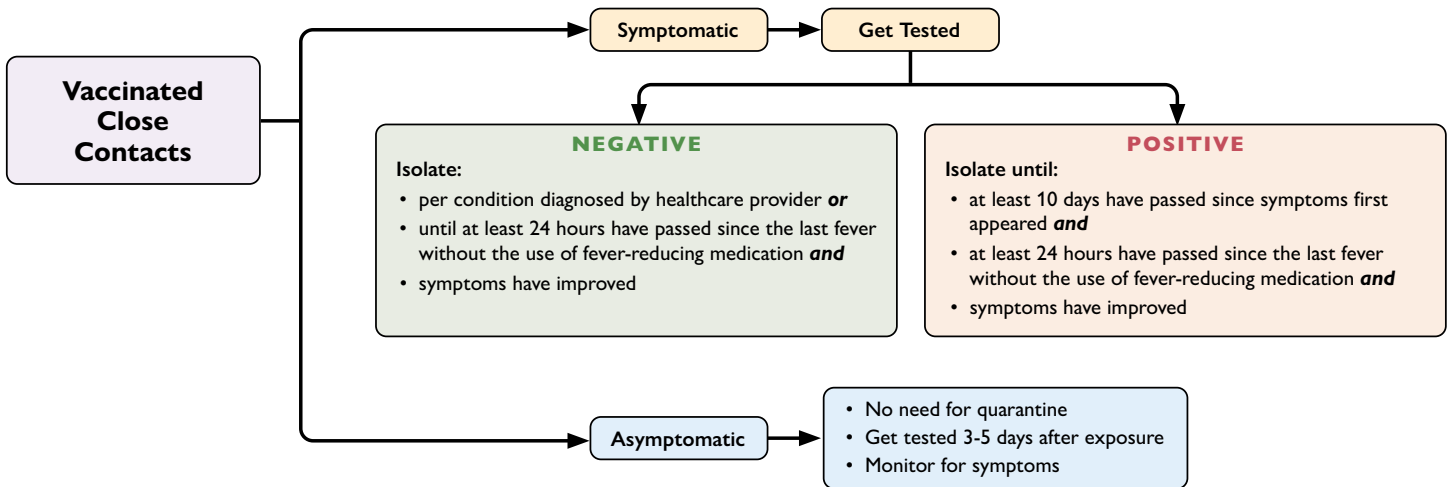 Vaccinated
Close
Contacts
Symptomatic
Get Tested
NEGATIVE
Isolate:
• per condition diagnosed by healthcare provider or
• until at least 24 hours have passed since the last fever
without the use of fever-reducing medication and
• symptoms have improved
POSITIVE
Isolate until:
• at least 10 days have passed since symptoms first
appeared and
• at least 24 hours have passed since the last fever
without the use of fever-reducing medication and
• symptoms have improved
Asymptomatic
• No need for quarantine
• Get tested 3-5 days after exposure
• Monitor for symptoms